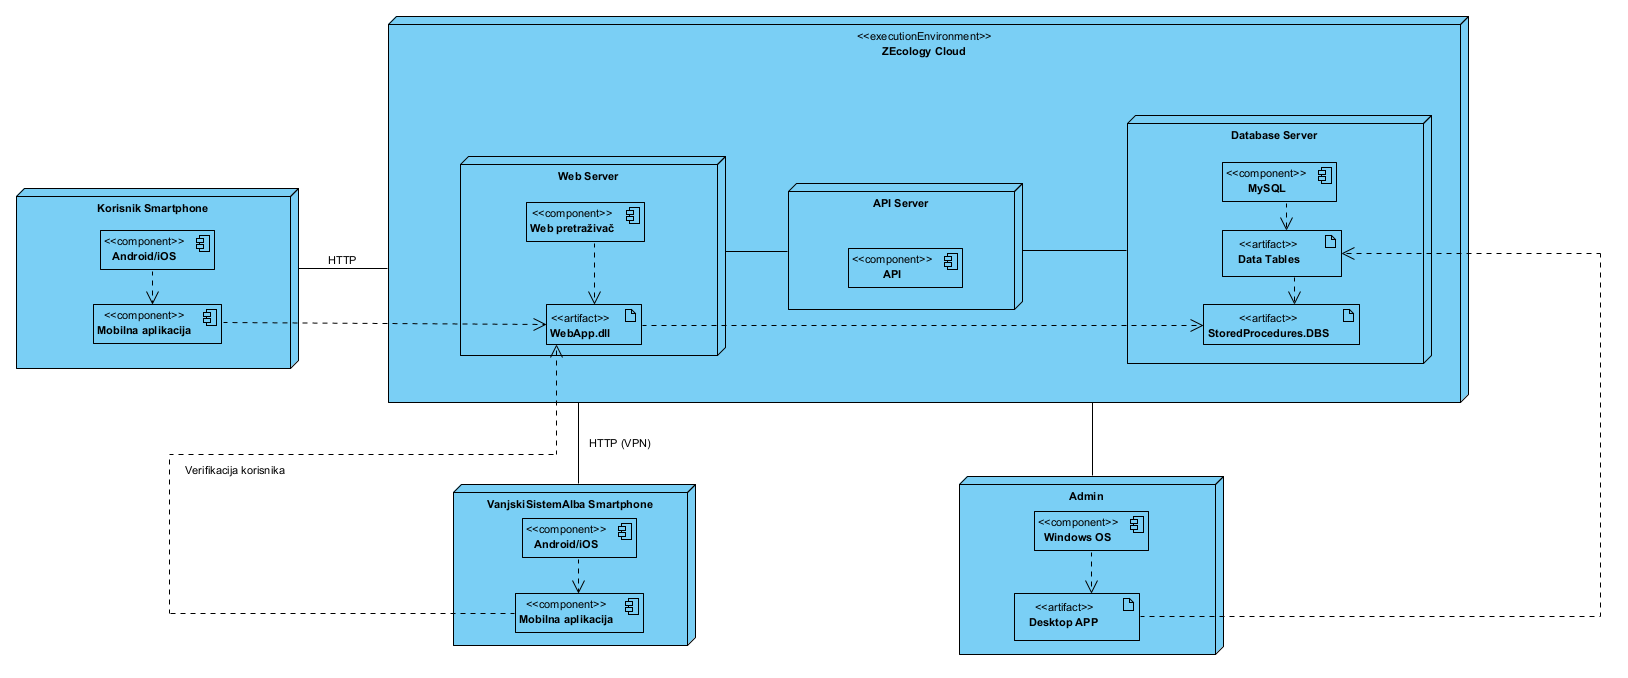 <<executionEnvironment>>
ZEcology Cloud
Korisnik Smartphone
<<component>>
Android/iOS
<<component>>
Mobilna aplikacija
HTTP
Web Server
<<component>>
Web pretraživač
<<artifact>>
WebApp.dll
API Server
<<component>>
API
Database Server
<<component>>
MySQL
<<artifact>>
Data Tables
<<artifact>>
StoredProcedures.DBS
HTTP (VPN)
Verifikacija korisnika
VanjskiSistemAlba Smartphone
<<component>>
Android/iOS
<<component>>
Mobilna aplikacija
Admin
<<component>>
Windows OS
<<artifact>>
Desktop APP